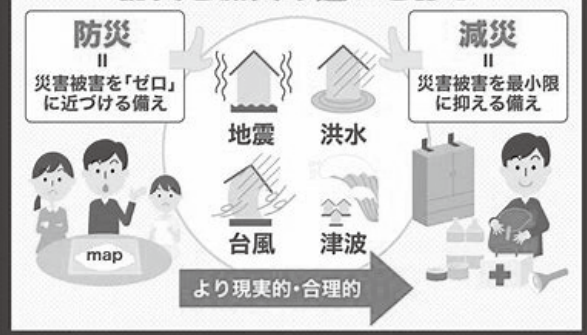 防災
=
災害被害を「ゼロ」
に近づける備え
減災
=
災害被害を最小限
に抑える備え
地震
洪水
台風
津波
map
より現実的・合理的